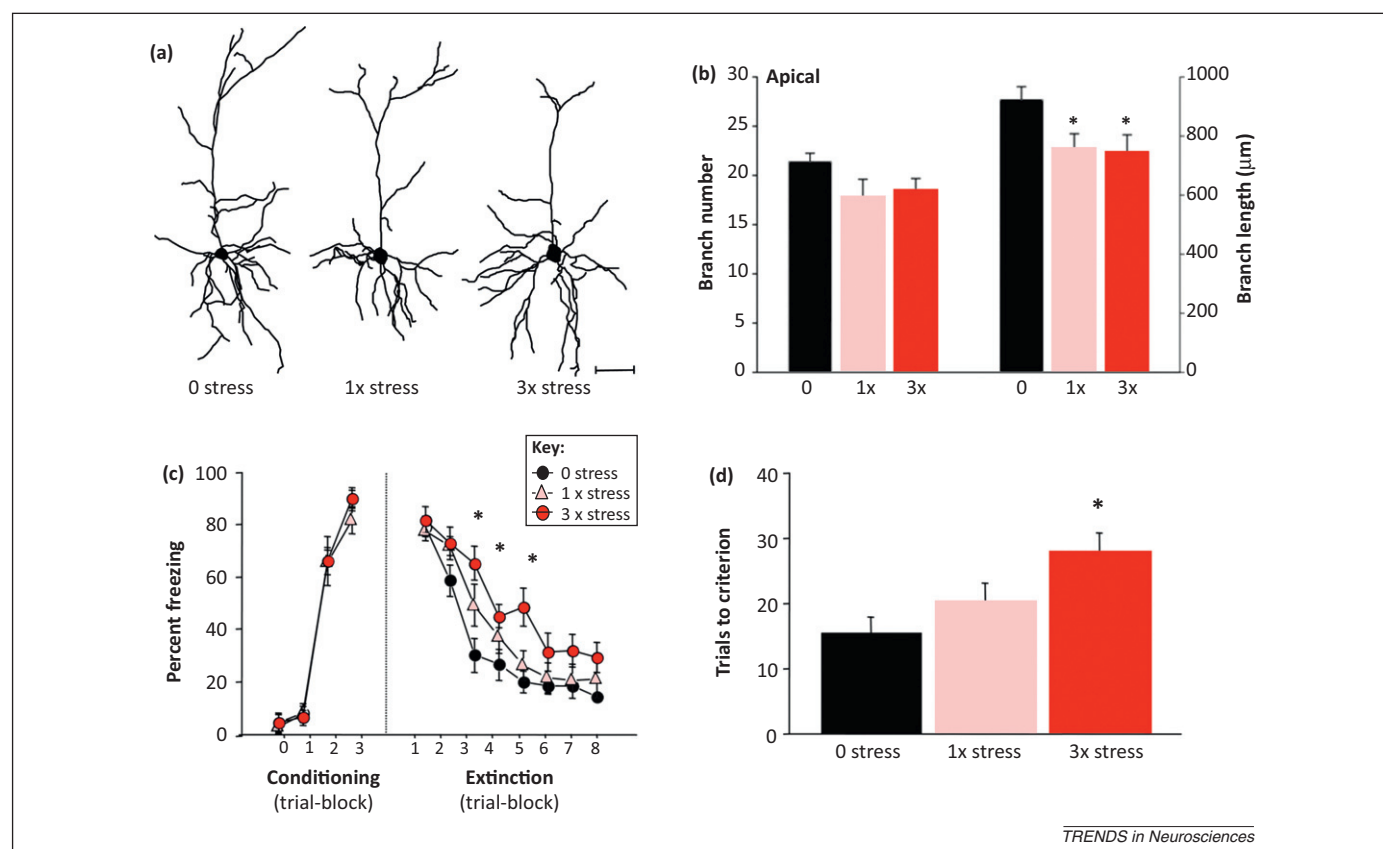 (a)
0 stress
1x stress
3x stress
(b)
Apical
30
25
20
15
10
5
0
Branch number
0
1x
3x
0
1x
3x
*
*
1000
800
600
400
200
0
Branch length (μm)
(c)
Key:
0 stress
1 x stress
3 x stress
100
80
60
40
20
0
Percent freezing
*
*
*
0 1 2 3
1 2 3 4 5 6 7 8
Conditioning
(trial-block)
Extinction
(trial-block)
(d)
40
30
20
10
0
Trials to criterion
*
0 stress
1x stress
3x stress
TRENDS in Neurosciences